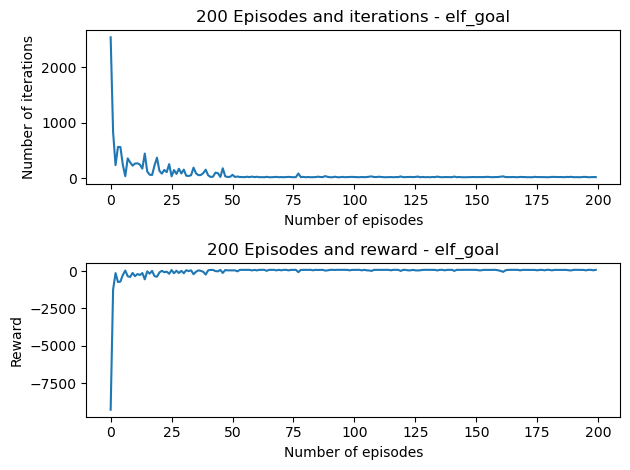 200 Episodes and iterations - elf_goal
Number of iterations
2000
1000
0
0 25 50 75 100 125 150 175 200
Number of episodes
200 Episodes and reward - elf_goal
Reward
0
−2500
−5000
−7500
0 25 50 75 100 125 150 175 200
Number of episodes